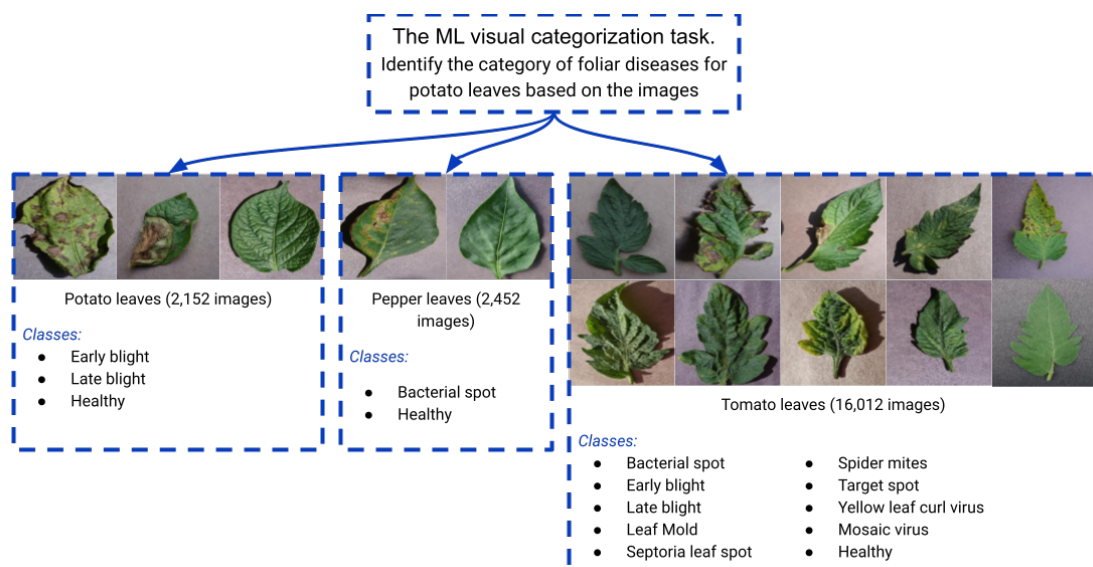 The ML visual categorization task.
Identify the category of foliar diseases for
potato leaves based on the images
Potato leaves (2,152 images)
Classes:
● Early blight
● Late blight
● Healthy
Pepper leaves (2,452
images)
Classes:
● Bacterial spot
● Healthy
Tomato leaves (16,012 images)
Classes:
● Bacterial spot
● Early blight
● Late blight
● Leaf Mold
● Septoria leaf spot
● Spider mites
● Target spot
● Yellow leaf curl virus
● Mosaic virus
● Healthy